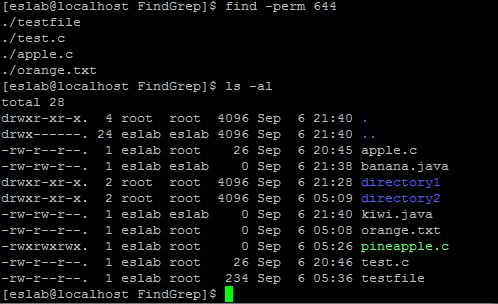 [eslab@localhost FindGrep]$ find -perm 644
./testfile
./test.c
./apple.c
./orange.txt
[eslab@localhost FindGrep]$ ls -al
total 28
drwxr-xr-x. 4 root root 4096 Sep 6 21:40 .
drwx------. 24 eslab eslab 4096 Sep 6 21:40 ..
-rw-r--r--. 1 eslab root 26 Sep 6 20:45 apple.c
-rw-rw-r--. 1 eslab eslab 0 Sep 6 21:38 banana.java
drwxr-xr-x. 2 root root 4096 Sep 6 21:28 directory1
drwxr-xr-x. 2 root root 4096 Sep 6 05:09 directory2
-rw-rw-r--. 1 eslab eslab 0 Sep 6 21:40 kiwi.java
-rw-r--r--. 1 eslab root 0 Sep 6 05:08 orange.txt
-rwxrwxrwx. 1 eslab root 0 Sep 6 05:26 pineapple.c
-rw-r--r--. 1 eslab root 26 Sep 6 20:46 test.c
-rw-r--r--. 1 eslab root 234 Sep 6 05:36 testfile
[eslab@localhost FindGrep]$